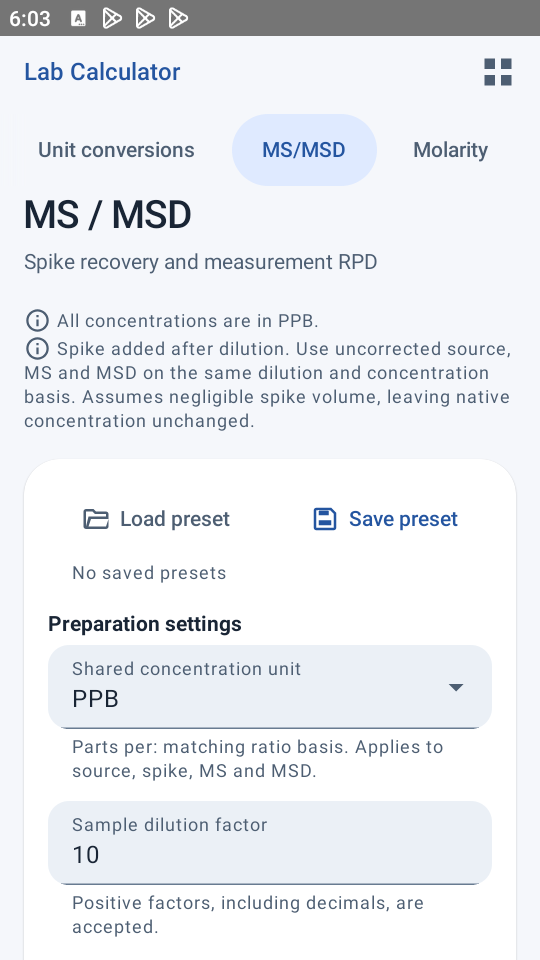 6:03
Lab Calculator
Unit conversions
MS/MSD
Molarity
MS / MSD
Spike recovery and measurement RPD
All concentrations are in PPB.
Spike added after dilution. Use uncorrected source,
MS and MSD on the same dilution and concentration
basis. Assumes negligible spike volume, leaving native
concentration unchanged.
Load preset
Save preset
No saved presets
Preparation settings
Shared concentration unit
PPB
Parts per: matching ratio basis. Applies to
source, spike, MS and MSD.
Sample dilution factor
10
Positive factors, including decimals, are
accepted.